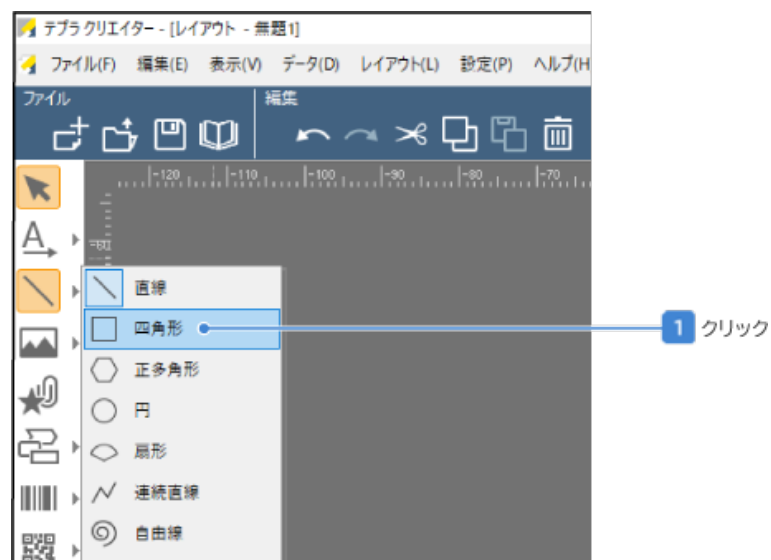 テプラ クリエイター - [レイアウト - 無題1]
ファイル(F) 編集(E) 表示(V) データ(D) レイアウト(L) 設定(P) ヘルプ(H
ファイル 編集
-120 -110 -100 -90 -80 -70
A
直線
四角形 1 クリック
正多角形
円
扇形
連続直線
自由線